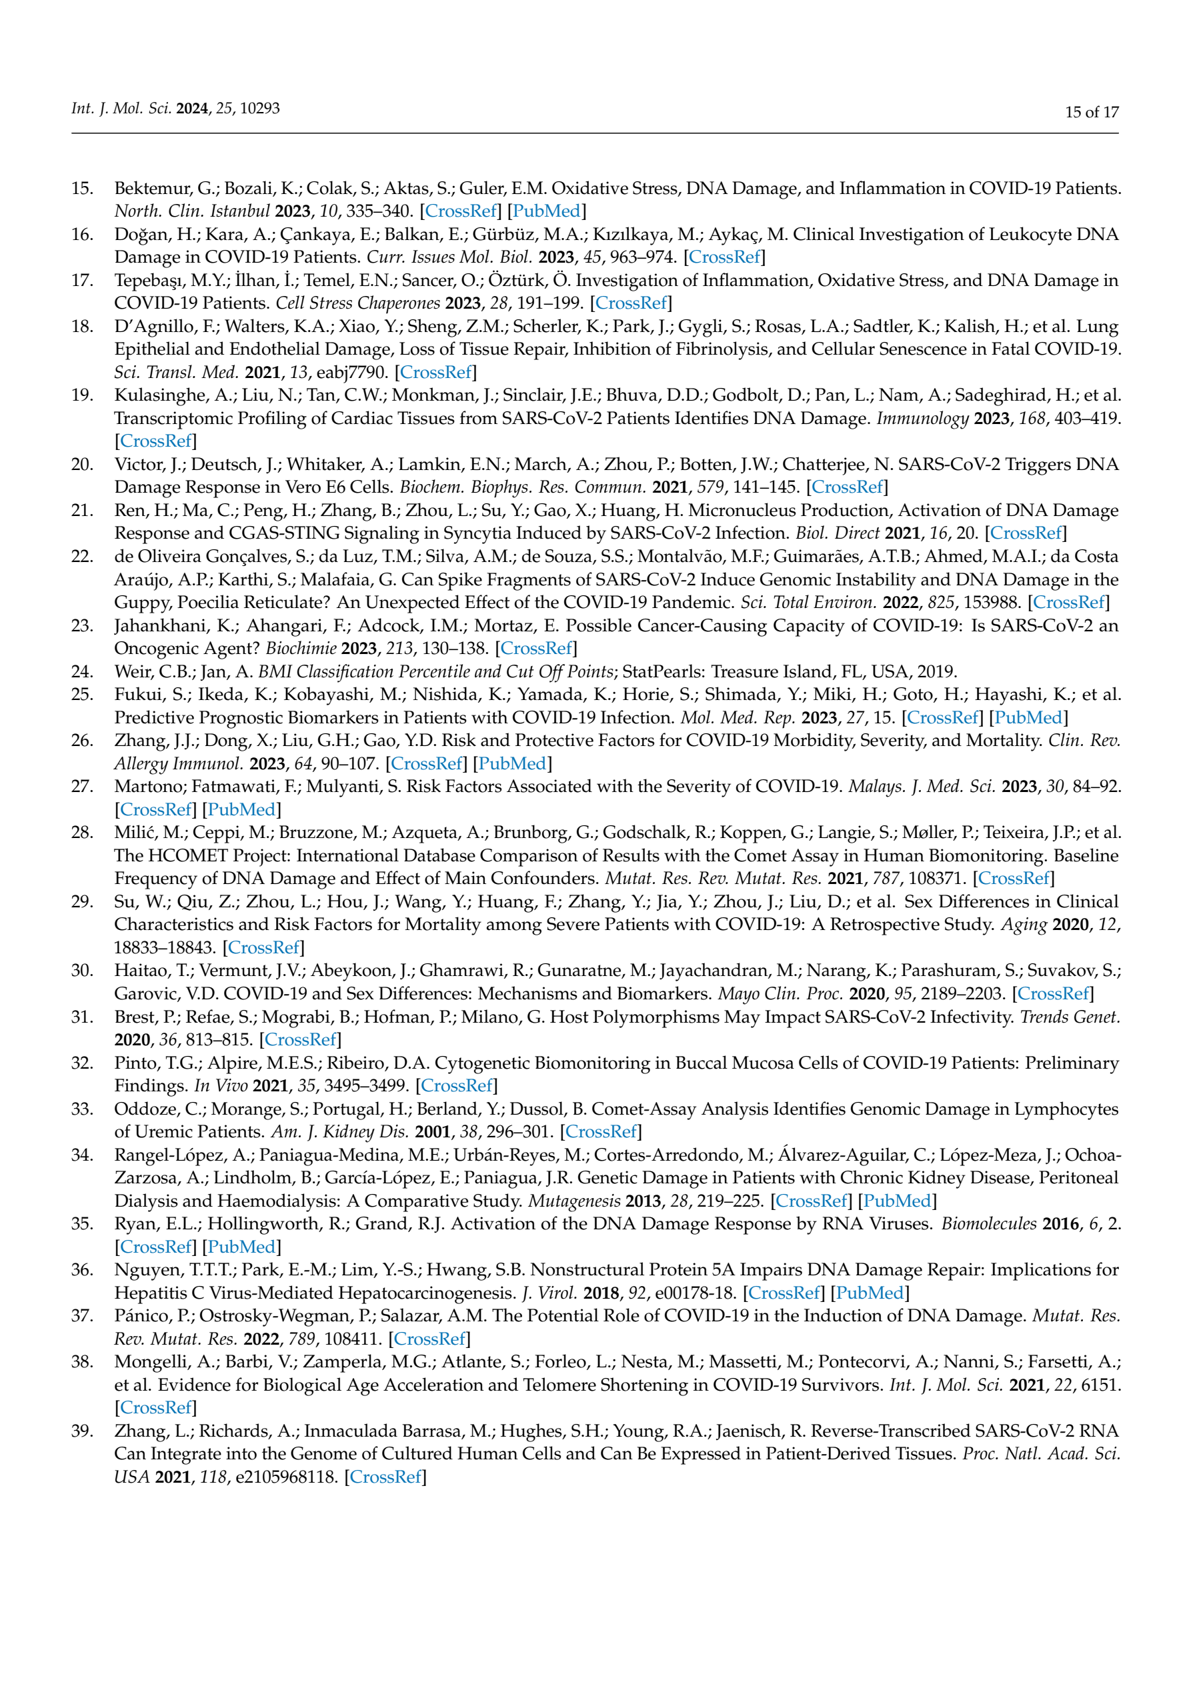 Int. J. Mol. Sci. 2024, 25, 10293
15 of 17
15. Bektemur, G.; Bozali, K.; Colak, S.; Aktas, S.; Guler, E.M. Oxidative Stress, DNA Damage, and Inflammation in COVID-19 Patients.
North. Clin. Istanbul 2023, 10, 335–340. [CrossRef] [PubMed]
16. Doğan, H.; Kara, A.; Çankaya, E.; Balkan, E.; Gürbüz, M.A.; Kızılkaya, M.; Aykaç, M. Clinical Investigation of Leukocyte DNA
Damage in COVID-19 Patients. Curr. Issues Mol. Biol. 2023, 45, 963–974. [CrossRef]
17. Tepebaşı, M.Y.; İlhan, İ.; Temel, E.N.; Sancer, O.; Öztürk, Ö. Investigation of Inflammation, Oxidative Stress, and DNA Damage in
COVID-19 Patients. Cell Stress Chaperones 2023, 28, 191–199. [CrossRef]
18. D'Agnillo, F.; Walters, K.A.; Xiao, Y.; Sheng, Z.M.; Scherler, K.; Park, J.; Gygli, S.; Rosas, L.A.; Sadtler, K.; Kalish, H.; et al. Lung
Epithelial and Endothelial Damage, Loss of Tissue Repair, Inhibition of Fibrinolysis, and Cellular Senescence in Fatal COVID-19.
Sci. Transl. Med. 2021, 13, eabj7790. [CrossRef]
19. Kulasinghe, A.; Liu, N.; Tan, C.W.; Monkman, J.; Sinclair, J.E.; Bhuva, D.D.; Godbolt, D.; Pan, L.; Nam, A.; Sadeghirad, H.; et al.
Transcriptomic Profiling of Cardiac Tissues from SARS-CoV-2 Patients Identifies DNA Damage. Immunology 2023, 168, 403–419.
[CrossRef]
20. Victor, J.; Deutsch, J.; Whitaker, A.; Lamkin, E.N.; March, A.; Zhou, P.; Botten, J.W.; Chatterjee, N. SARS-CoV-2 Triggers DNA
Damage Response in Vero E6 Cells. Biochem. Biophys. Res. Commun. 2021, 579, 141–145. [CrossRef]
21. Ren, H.; Ma, C.; Peng, H.; Zhang, B.; Zhou, L.; Su, Y.; Gao, X.; Huang, H. Micronucleus Production, Activation of DNA Damage
Response and CGAS-STING Signaling in Syncytia Induced by SARS-CoV-2 Infection. Biol. Direct 2021, 16, 20. [CrossRef]
22. de Oliveira Gonçalves, S.; da Luz, T.M.; Silva, A.M.; de Souza, S.S.; Montalvão, M.F.; Guimarães, A.T.B.; Ahmed, M.A.I.; da Costa
Araújo, A.P.; Karthi, S.; Malafaia, G. Can Spike Fragments of SARS-CoV-2 Induce Genomic Instability and DNA Damage in the
Guppy, Poecilia Reticulate? An Unexpected Effect of the COVID-19 Pandemic. Sci. Total Environ. 2022, 825, 153988. [CrossRef]
23. Jahankhani, K.; Ahangari, F.; Adcock, I.M.; Mortaz, E. Possible Cancer-Causing Capacity of COVID-19: Is SARS-CoV-2 an
Oncogenic Agent? Biochimie 2023, 213, 130–138. [CrossRef]
24. Weir, C.B.; Jan, A. BMI Classification Percentile and Cut Off Points; StatPearls: Treasure Island, FL, USA, 2019.
25. Fukui, S.; Ikeda, K.; Kobayashi, M.; Nishida, K.; Yamada, K.; Horie, S.; Shimada, Y.; Miki, H.; Goto, H.; Hayashi, K.; et al.
Predictive Prognostic Biomarkers in Patients with COVID-19 Infection. Mol. Med. Rep. 2023, 27, 15. [CrossRef] [PubMed]
26. Zhang, J.J.; Dong, X.; Liu, G.H.; Gao, Y.D. Risk and Protective Factors for COVID-19 Morbidity, Severity, and Mortality. Clin. Rev.
Allergy Immunol. 2023, 64, 90–107. [CrossRef] [PubMed]
27. Martono; Fatmawati, F.; Mulyanti, S. Risk Factors Associated with the Severity of COVID-19. Malays. J. Med. Sci. 2023, 30, 84–92.
[CrossRef] [PubMed]
28. Milić, M.; Ceppi, M.; Bruzzone, M.; Azqueta, A.; Brunborg, G.; Godschalk, R.; Koppen, G.; Langie, S.; Møller, P.; Teixeira, J.P.; et al.
The HCOMET Project: International Database Comparison of Results with the Comet Assay in Human Biomonitoring. Baseline
Frequency of DNA Damage and Effect of Main Confounders. Mutat. Res. Rev. Mutat. Res. 2021, 787, 108371. [CrossRef]
29. Su, W.; Qiu, Z.; Zhou, L.; Hou, J.; Wang, Y.; Huang, F.; Zhang, Y.; Jia, Y.; Zhou, J.; Liu, D.; et al. Sex Differences in Clinical
Characteristics and Risk Factors for Mortality among Severe Patients with COVID-19: A Retrospective Study. Aging 2020, 12,
18833–18843. [CrossRef]
30. Haitao, T.; Vermunt, J.V.; Abeykoon, J.; Ghamrawi, R.; Gunaratne, M.; Jayachandran, M.; Narang, K.; Parashuram, S.; Suvakov, S.;
Garovic, V.D. COVID-19 and Sex Differences: Mechanisms and Biomarkers. Mayo Clin. Proc. 2020, 95, 2189–2203. [CrossRef]
31. Brest, P.; Refae, S.; Mograbi, B.; Hofman, P.; Milano, G. Host Polymorphisms May Impact SARS-CoV-2 Infectivity. Trends Genet.
2020, 36, 813–815. [CrossRef]
32. Pinto, T.G.; Alpire, M.E.S.; Ribeiro, D.A. Cytogenetic Biomonitoring in Buccal Mucosa Cells of COVID-19 Patients: Preliminary
Findings. In Vivo 2021, 35, 3495–3499. [CrossRef]
33. Oddoze, C.; Morange, S.; Portugal, H.; Berland, Y.; Dussol, B. Comet-Assay Analysis Identifies Genomic Damage in Lymphocytes
of Uremic Patients. Am. J. Kidney Dis. 2001, 38, 296–301. [CrossRef]
34. Rangel-López, A.; Paniagua-Medina, M.E.; Urbán-Reyes, M.; Cortes-Arredondo, M.; Álvarez-Aguilar, C.; López-Meza, J.; Ochoa-
Zarzosa, A.; Lindholm, B.; García-López, E.; Paniagua, J.R. Genetic Damage in Patients with Chronic Kidney Disease, Peritoneal
Dialysis and Haemodialysis: A Comparative Study. Mutagenesis 2013, 28, 219–225. [CrossRef] [PubMed]
35. Ryan, E.L.; Hollingworth, R.; Grand, R.J. Activation of the DNA Damage Response by RNA Viruses. Biomolecules 2016, 6, 2.
[CrossRef] [PubMed]
36. Nguyen, T.T.T.; Park, E.-M.; Lim, Y.-S.; Hwang, S.B. Nonstructural Protein 5A Impairs DNA Damage Repair: Implications for
Hepatitis C Virus-Mediated Hepatocarcinogenesis. J. Virol. 2018, 92, e00178-18. [CrossRef] [PubMed]
37. Pánico, P.; Ostrosky-Wegman, P.; Salazar, A.M. The Potential Role of COVID-19 in the Induction of DNA Damage. Mutat. Res.
Rev. Mutat. Res. 2022, 789, 108411. [CrossRef]
38. Mongelli, A.; Barbi, V.; Zamperla, M.G.; Atlante, S.; Forleo, L.; Nesta, M.; Massetti, M.; Pontecorvi, A.; Nanni, S.; Farsetti, A.;
et al. Evidence for Biological Age Acceleration and Telomere Shortening in COVID-19 Survivors. Int. J. Mol. Sci. 2021, 22, 6151.
[CrossRef]
39. Zhang, L.; Richards, A.; Inmaculada Barrasa, M.; Hughes, S.H.; Young, R.A.; Jaenisch, R. Reverse-Transcribed SARS-CoV-2 RNA
Can Integrate into the Genome of Cultured Human Cells and Can Be Expressed in Patient-Derived Tissues. Proc. Natl. Acad. Sci.
USA 2021, 118, e2105968118. [CrossRef]